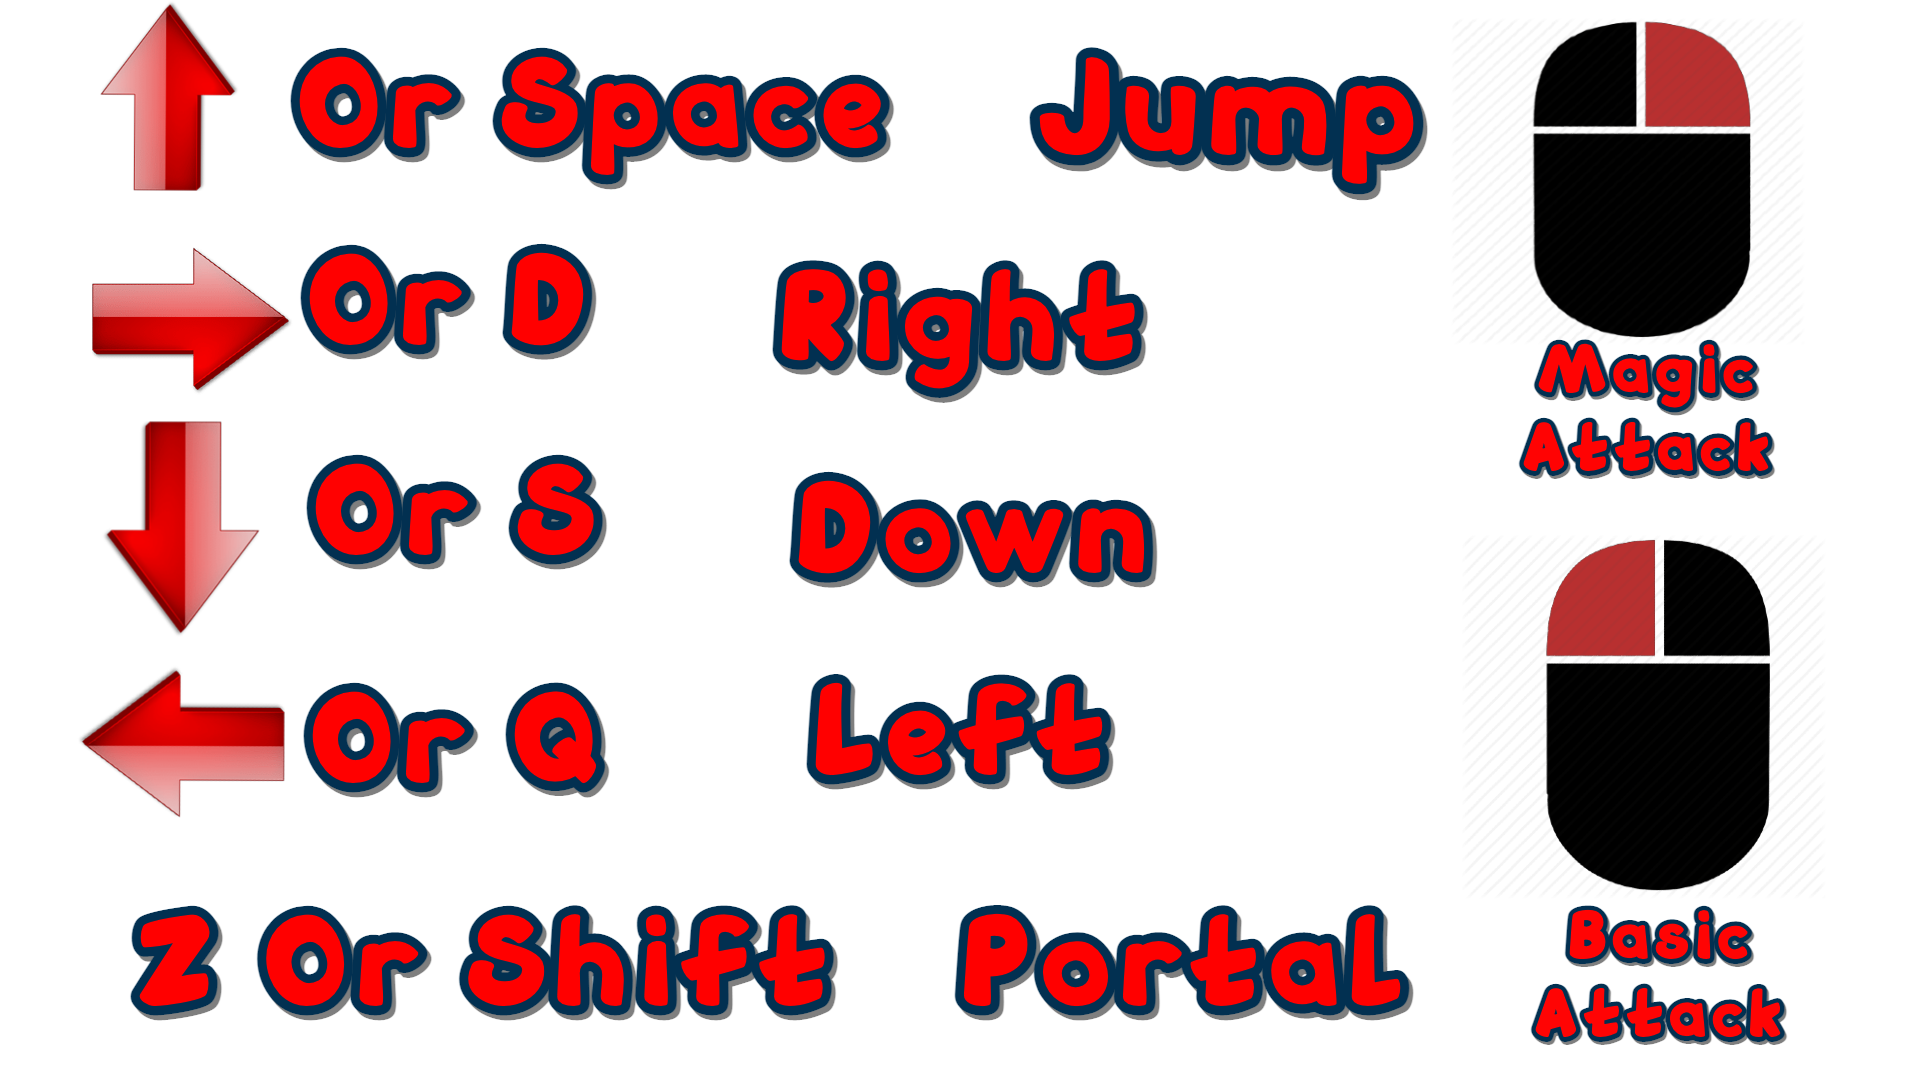 Or Space Jump
Or D Right
Or S Down
Or Q Left
Z Or Shift Portal
Magic
Attack
Basic
Attack